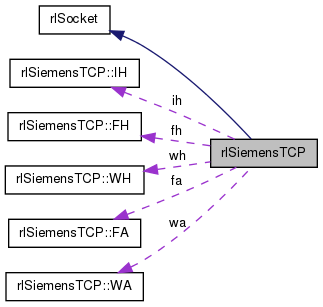 rlSocket
rlSiemensTCP::IH
ih
rlSiemensTCP::FH
fh
rlSiemensTCP
wh
rlSiemensTCP::WH
fa
rlSiemensTCP::FA
wa
rlSiemensTCP::WA